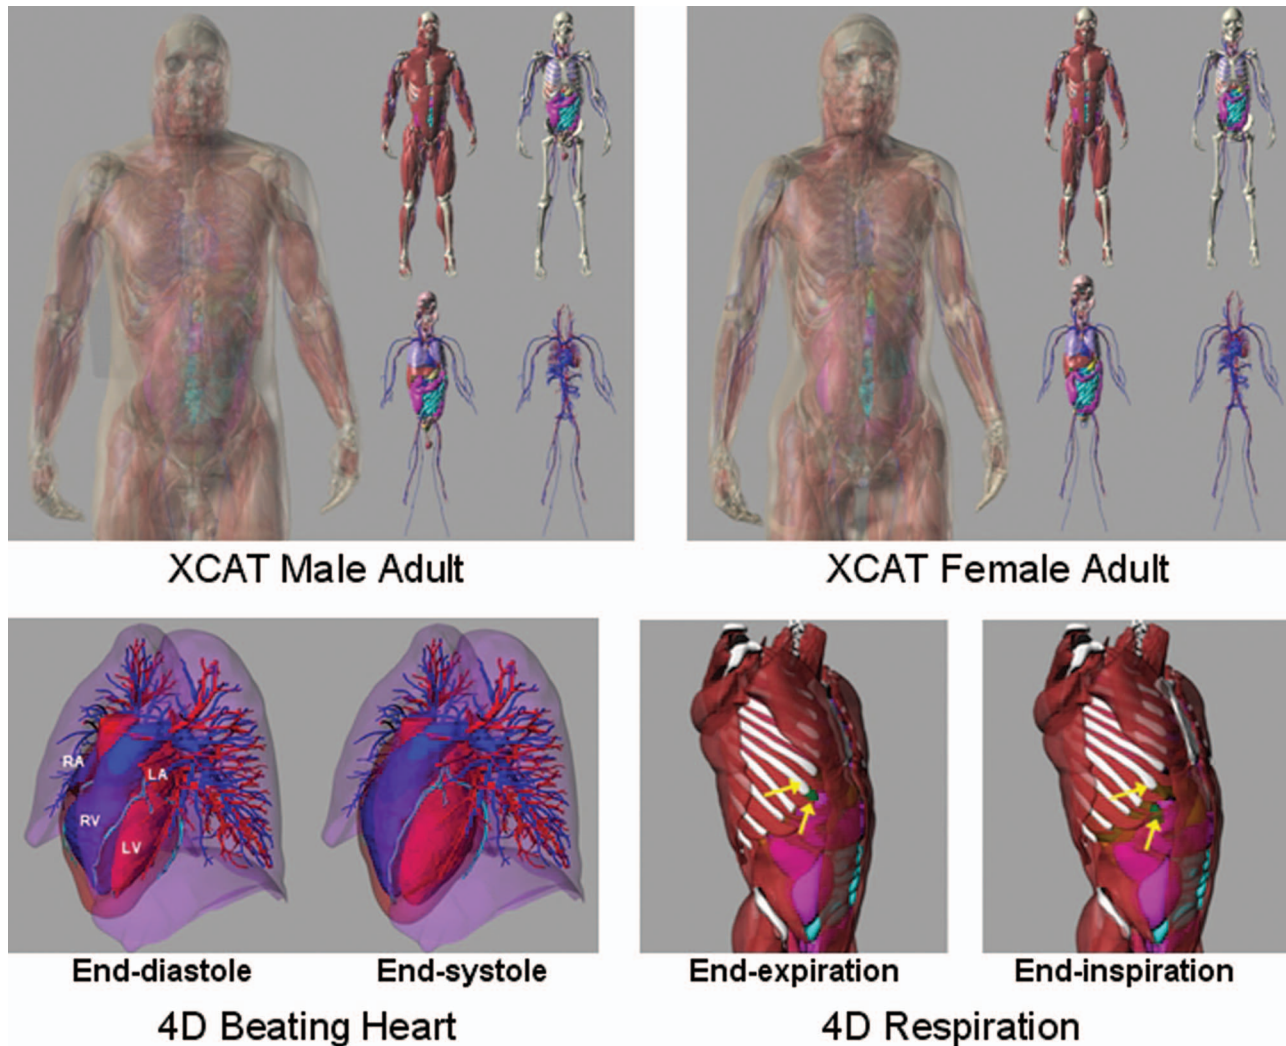 XCAT Male Adult
XCAT Female Adult
RA
LA
RV
LV
End-diastole
End-systole
End-expiration
End-inspiration
4D Beating Heart
4D Respiration